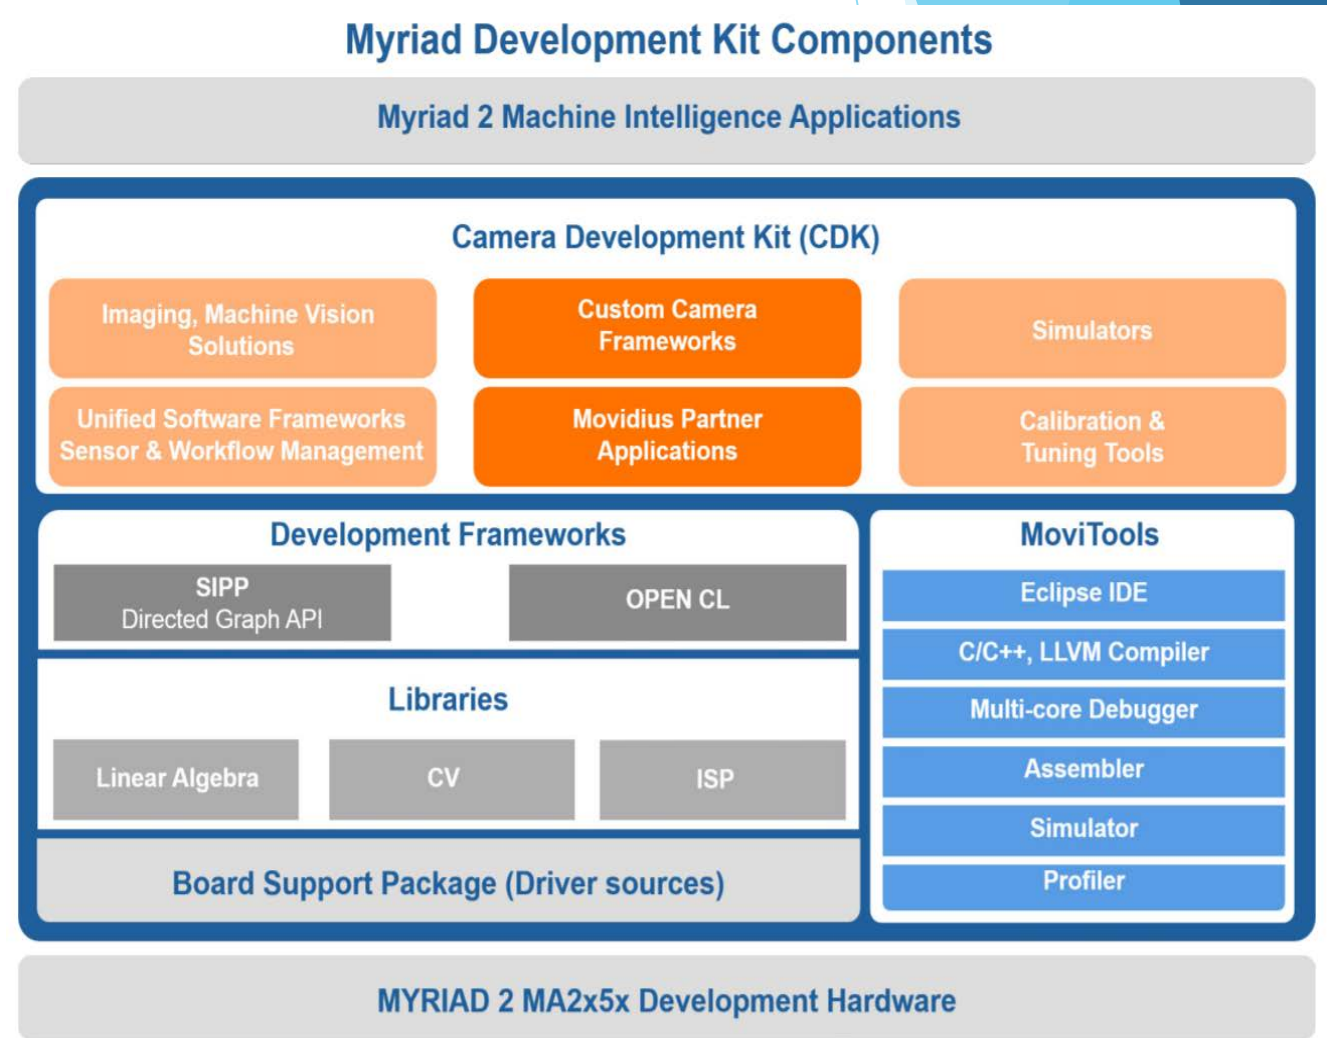 Myriad Development Kit Components
Myriad 2 Machine Intelligence Applications
Camera Development Kit (CDK)
Imaging, Machine Vision
Solutions
Custom Camera
Frameworks
Simulators
Unified Software Frameworks
Sensor & Workflow Management
Movidius Partner
Applications
Calibration &
Tuning Tools
Development Frameworks
SIPP
Directed Graph API
OPEN CL
Libraries
Linear Algebra
CV
ISP
Board Support Package (Driver sources)
MoviTools
Eclipse IDE
C/C++, LLVM Compiler
Multi-core Debugger
Assembler
Simulator
Profiler
MYRIAD 2 MA2x5x Development Hardware